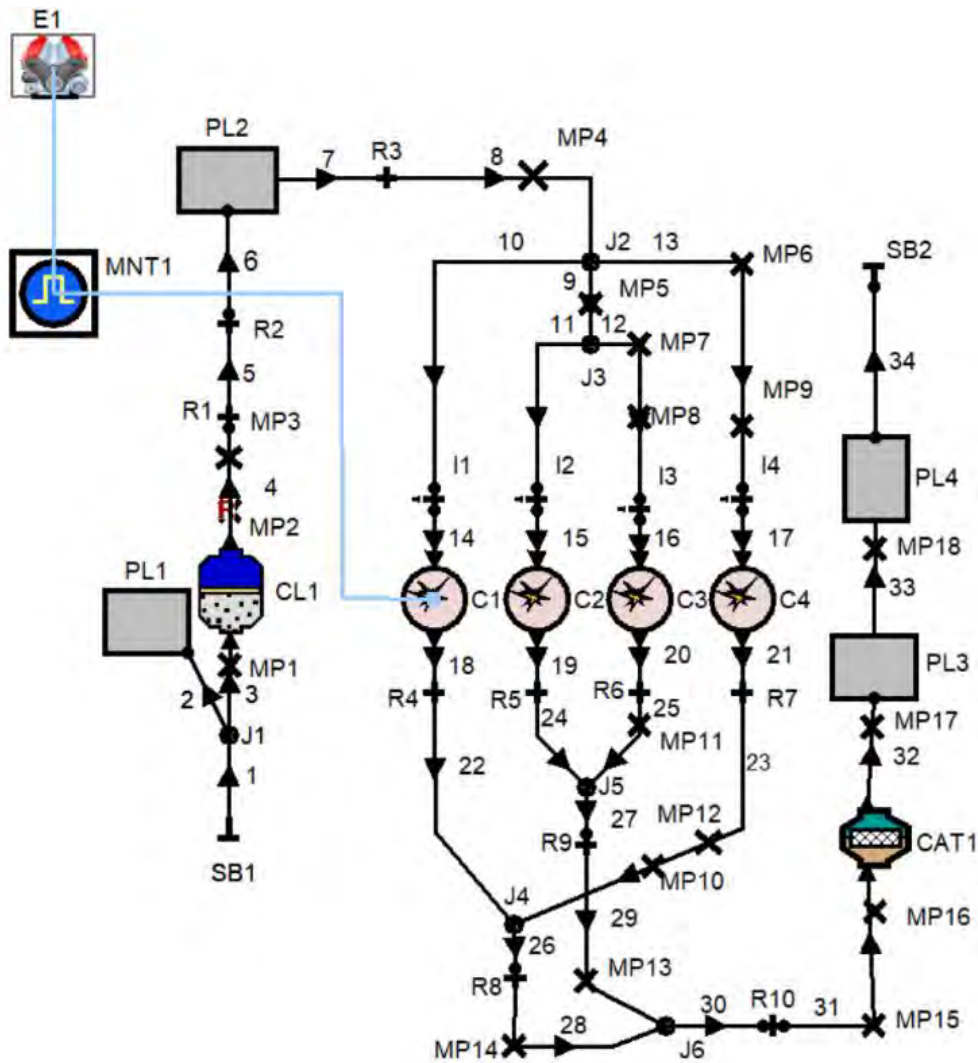 E1
PL2
7
R3
8
MP4
10
J2
13
MP6
SB2
MNT1
6
9
MP5
R2
11
12
MP7
J3
34
5
R1
MP3
MP8
MP9
4
I1
I2
I3
I4
PL4
MP2
14
15
16
17
MP18
PL1
CL1
C1
C2
C3
C4
33
MP1
18
19
20
21
PL3
2
3
R4
R5
R6
R7
24
25
MP17
J1
MP11
32
1
22
23
J5
27
MP12
SB1
R9
CAT1
MP10
J4
26
29
MP16
R8
MP13
30
R10
31
MP14
28
J6
MP15